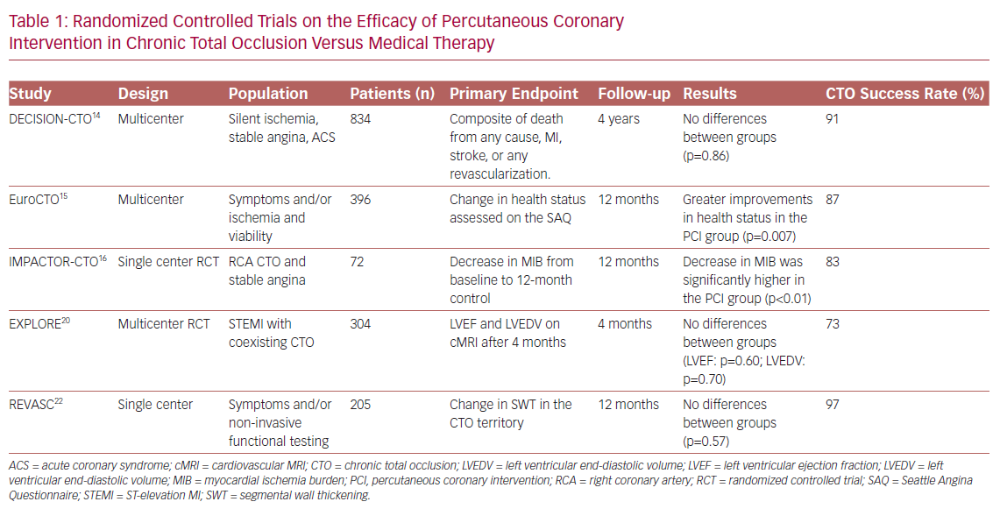 Table 1: Randomized Controlled Trials on the Efficacy of Percutaneous Coronary
Intervention in Chronic Total Occlusion Versus Medical Therapy
Study Design Population Patients (n) Primary Endpoint Follow-up Results CTO Success Rate (%)
DECISION-CTO14 Multicenter Silent ischemia, 834 Composite of death 4 years No differences 91
stable angina, ACS from any cause, MI, between groups
stroke, or any (p=0.86)
revascularization.
EuroCTO15 Multicenter Symptoms and/or 396 Change in health status 12 months Greater improvements 87
ischemia and assessed on the SAQ in health status in the
viability PCI group (p=0.007)
IMPACTOR-CTO16 Single center RCT RCA CTO and 72 Decrease in MIB from 12 months Decrease in MIB was 83
stable angina baseline to 12-month significantly higher in
control the PCI group (p<0.01)
EXPLORE20 Multicenter RCT STEMI with 304 LVEF and LVEDV on 4 months No differences 73
coexisting CTO cMRI after 4 months between groups
(LVEF: p=0.60; LVEDV:
p=0.70)
REVASC22 Single center Symptoms and/or 205 Change in SWT in the 12 months No differences 97
non-invasive CTO territory between groups
functional testing (p=0.57)
ACS = acute coronary syndrome; cMRI = cardiovascular MRI; CTO = chronic total occlusion; LVEDV = left ventricular end-diastolic volume; LVEF = left ventricular ejection fraction; LVEDV = left
ventricular end-diastolic volume; MIB = myocardial ischemia burden; PCI, percutaneous coronary intervention; RCA = right coronary artery; RCT = randomized controlled trial; SAQ = Seattle Angina
Questionnaire; STEMI = ST-elevation MI; SWT = segmental wall thickening.